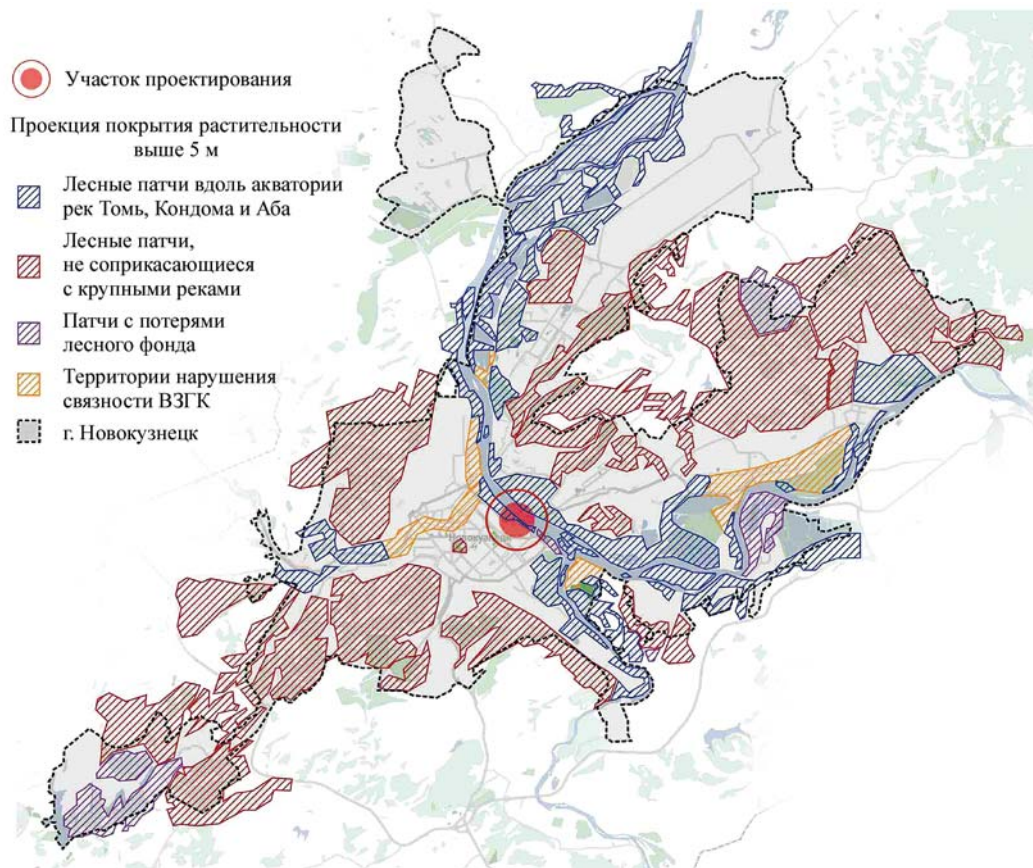 Участок проектирования
Проекция покрытия растительности
выше 5 м
Лесные патчи вдоль акватории
рек Томь, Кондома и Аба
Лесные патчи,
не соприкасающиеся
с крупными реками
Патчи с потерями
лесного фонда
Территории нарушения
связности ВЗГК
г. Новокузнецк